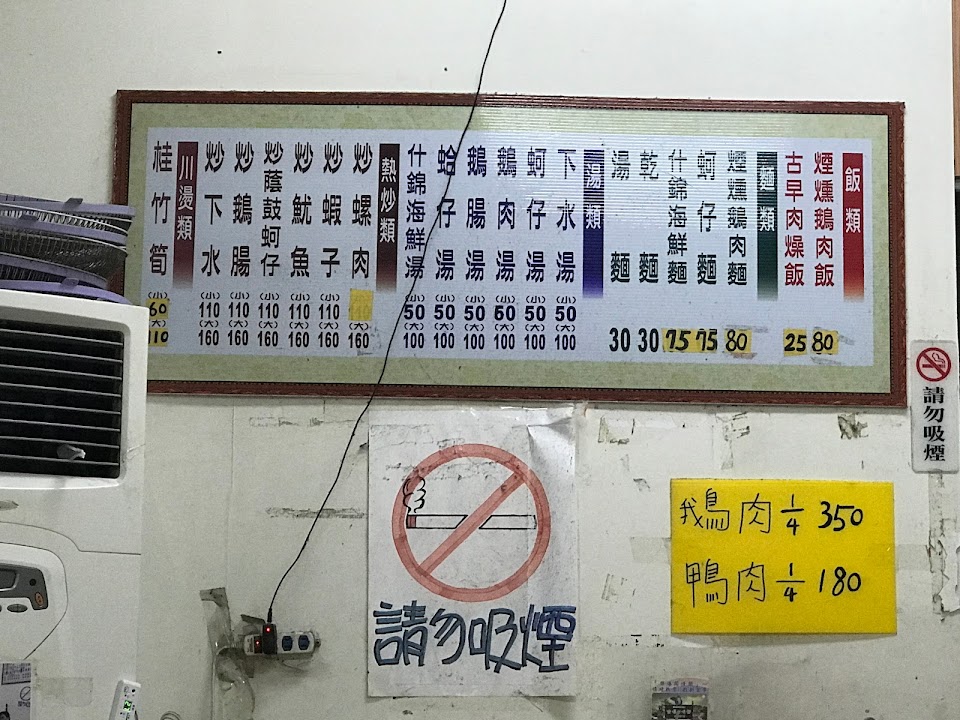 飯類
煙燻鵝肉飯 80
古早肉燥飯 25
麵類
煙燻鵝肉麵 80
蚵仔麵 75
什錦海鮮麵 75
乾麵 30
湯麵 30
湯類
下水湯 (小)50 (大)100
蚵仔湯 (小)50 (大)100
鵝肉湯 (小)60 (大)100
鵝腸湯 (小)50 (大)100
蛤仔湯 (小)50 (大)100
什錦海鮮湯 (小)50 (大)100
熱炒類
炒螺肉 (大)160
炒蝦子 (小)110 (大)160
炒魷魚 (小)110 (大)160
炒蔭鼓蚵仔 (小)110 (大)160
炒鵝腸 (小)110 (大)160
炒下水 (小)110 (大)160
川燙類
桂竹筍 (小)60 (大)110
請勿吸煙
鵝肉 1/4 350
鴨肉 1/4 180
請勿吸煙